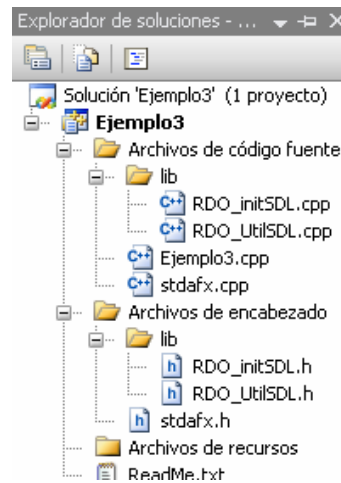 Explorador de soluciones - ...
Solución 'Ejemplo3' (1 proyecto)
Ejemplo3
Archivos de código fuente
lib
RDO_initSDL.cpp
RDO_UtilSDL.cpp
Ejemplo3.cpp
stdafx.cpp
Archivos de encabezado
lib
RDO_initSDL.h
RDO_UtilSDL.h
stdafx.h
Archivos de recursos
ReadMe.txt